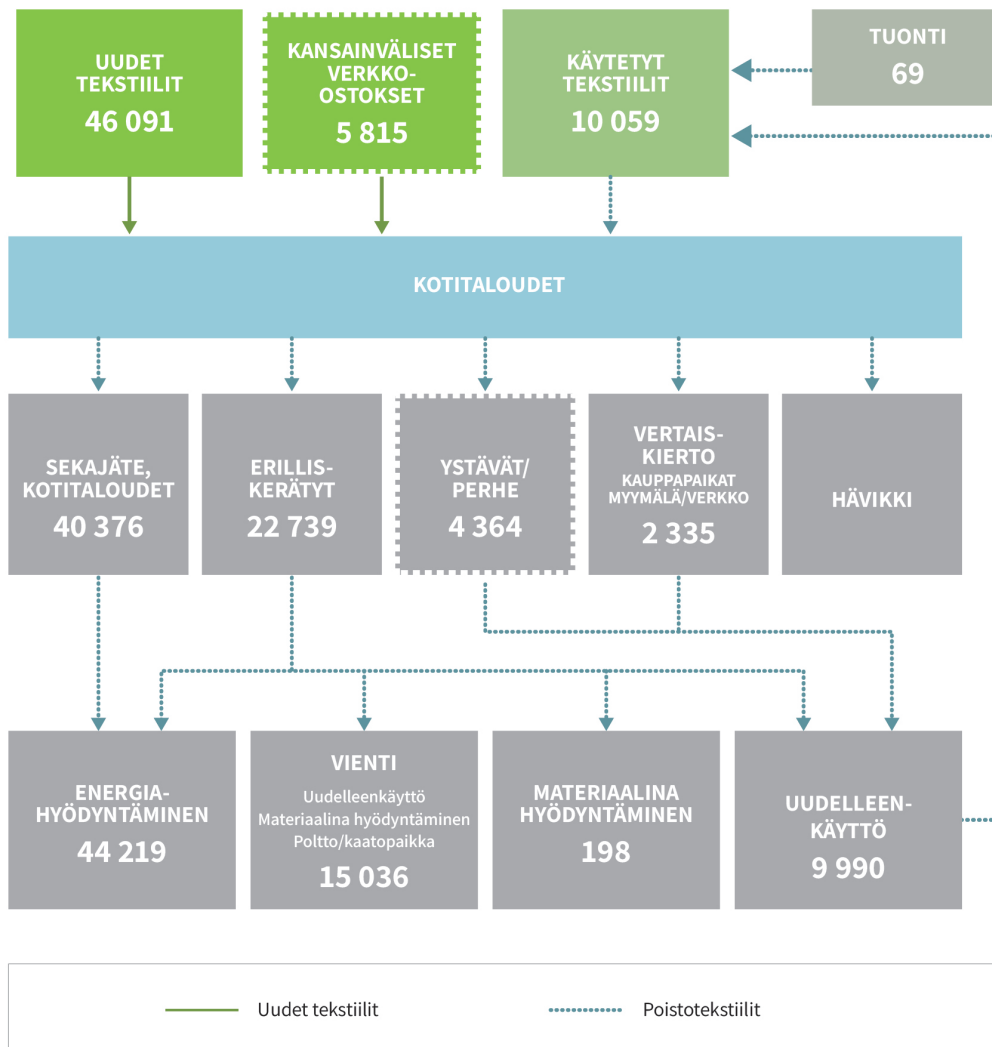 UUDET
TEKSTIILIT
46 091
KANSAINVÄLISET
VERKKO-
OSTOKSET
5 815
KÄYTETYT
TEKSTIILIT
10 059
TUONTI
69
KOTITALOUDET
SEKAJÄTE,
KOTITALOUDET
40 376
ERILLIS-
KERÄTYT
22 739
YSTÄVÄT/
PERHE
4 364
VERTAIS-
KIERTO
KAUPPAPAIKAT
MYYMÄLÄ/VERKKO
2 335
HÄVIKKI
ENERGIA-
HYÖDYNTÄMINEN
44 219
VIENTI
Uudelleenkäyttö
Materiaalina hyödyntäminen
Poltto/kaatopaikka
15 036
MATERIAALINA
HYÖDYNTÄMINEN
198
UUDELLEEN-
KÄYTTÖ
9 990
Uudet tekstiilit
Poistotekstiilit